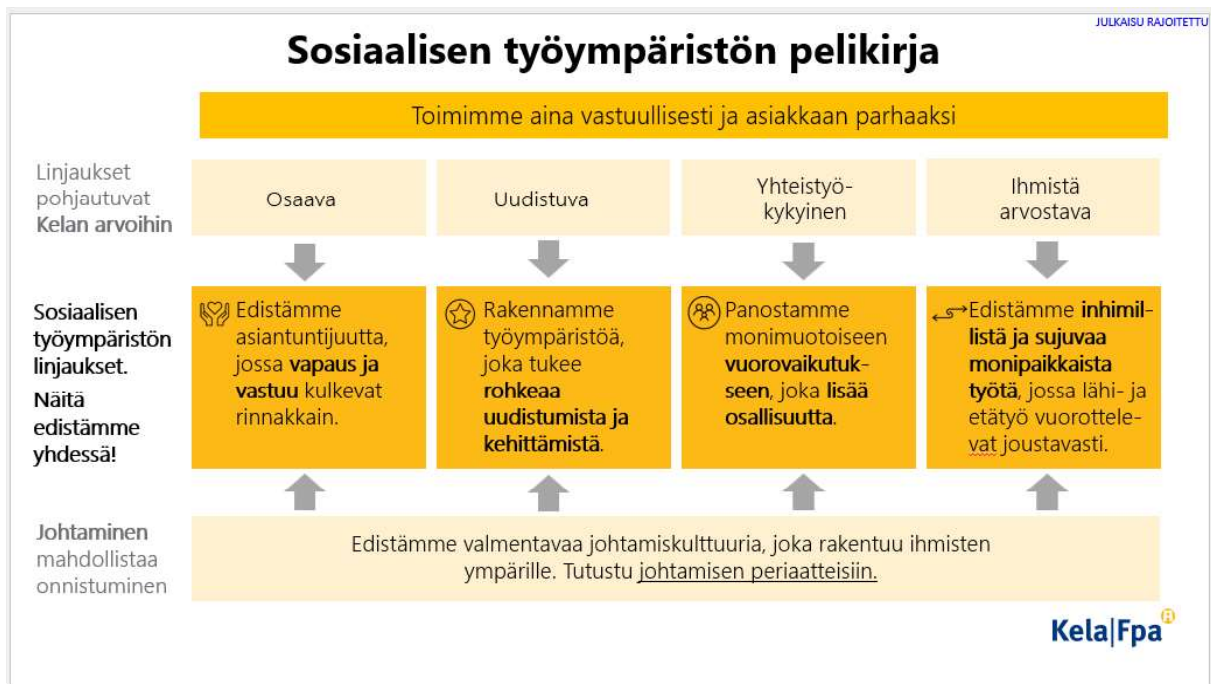 JULKAISU RAJOITETTU
Sosiaalisen työympäristön pelikirja
Toimimme aina vastuullisesti ja asiakkaan parhaaksi
Linjaukset
pohjautuvat
Kelan arvoihin
Osaava
Uudistuva
Yhteistyö-
kykyinen
Ihmistä
arvostava
Sosiaalisen
työympäristön
linjaukset.
Näitä
edistämme
yhdessä!
Edistämme
asiantuntijuutta,
jossa vapaus ja
vastuu kulkevat
rinnakkain.
Rakennamme
työympäristöä,
joka tukee
rohkeaa
uudistumista ja
kehittämistä.
Panostamme
monimuotoiseen
vuorovaikutuk-
seen, joka lisää
osallisuutta.
Edistämme inhimil-
listä ja sujuvaa
monipaikkaista
työtä, jossa lähi- ja
etätyö vuorottele-
vat joustavasti.
Johtaminen
mahdollistaa
onnistuminen
Edistämme valmentavaa johtamiskulttuuria, joka rakentuu ihmisten
ympärille. Tutustu johtamisen periaatteisiin.
Kela|Fpa